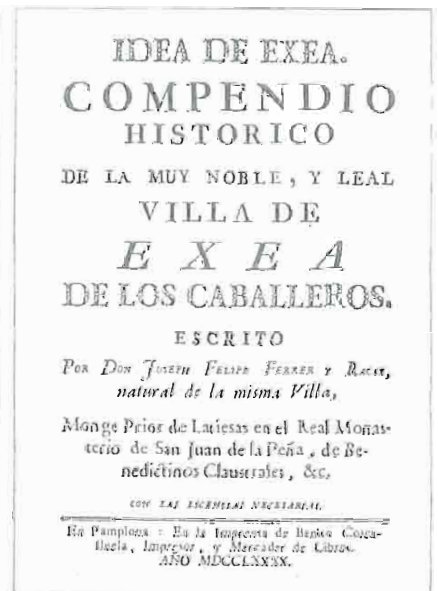 IDEA DE EXEA.
COMPENDIO
HISTORICO
DE LA MUY NOBLE, Y LEAL
VILLA DE
EXEA
DE LOS CABALLEROS.
ESCRITO
POR DON JOSEPH FELIPE FERRER Y RACAX,
natural de la misma Villa,
Monge Prior de Latiesas en el Real Monas-
terio de San Juan de la Peña, de Be-
nedictinos Claustrales, &c,
CON LAS LICENCIAS NECESARIAS.
En Pamplona: En la Imprenta de Benito Cosculluela, Impresor, y Mercader de Libros.
AÑO MDCCLXXXX.